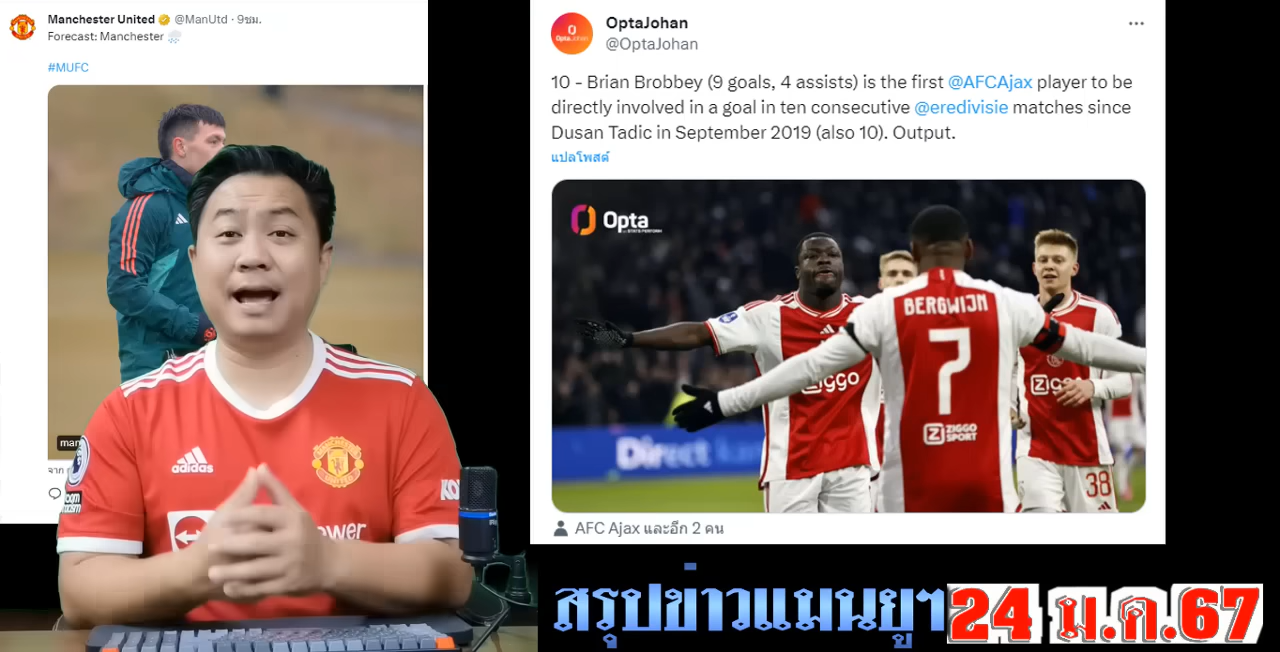 Manchester United @ManUtd · 9ชม.
Forecast: Manchester
#MUFC
adidas
OptaJohan
@OptaJohan
10 - Brian Brobbey (9 goals, 4 assists) is the first @AFCAjax player to be
directly involved in a goal in ten consecutive @eredivisie matches since
Dusan Tadic in September 2019 (also 10). Output.
แปลโพสต์
Opta
BERGWIJN
7
ZIGGO
SPORT
38
Direct
AFC Ajax และอีก 2 คน
สรุปข่าวแมนยูฯ 24 ม.ค.67